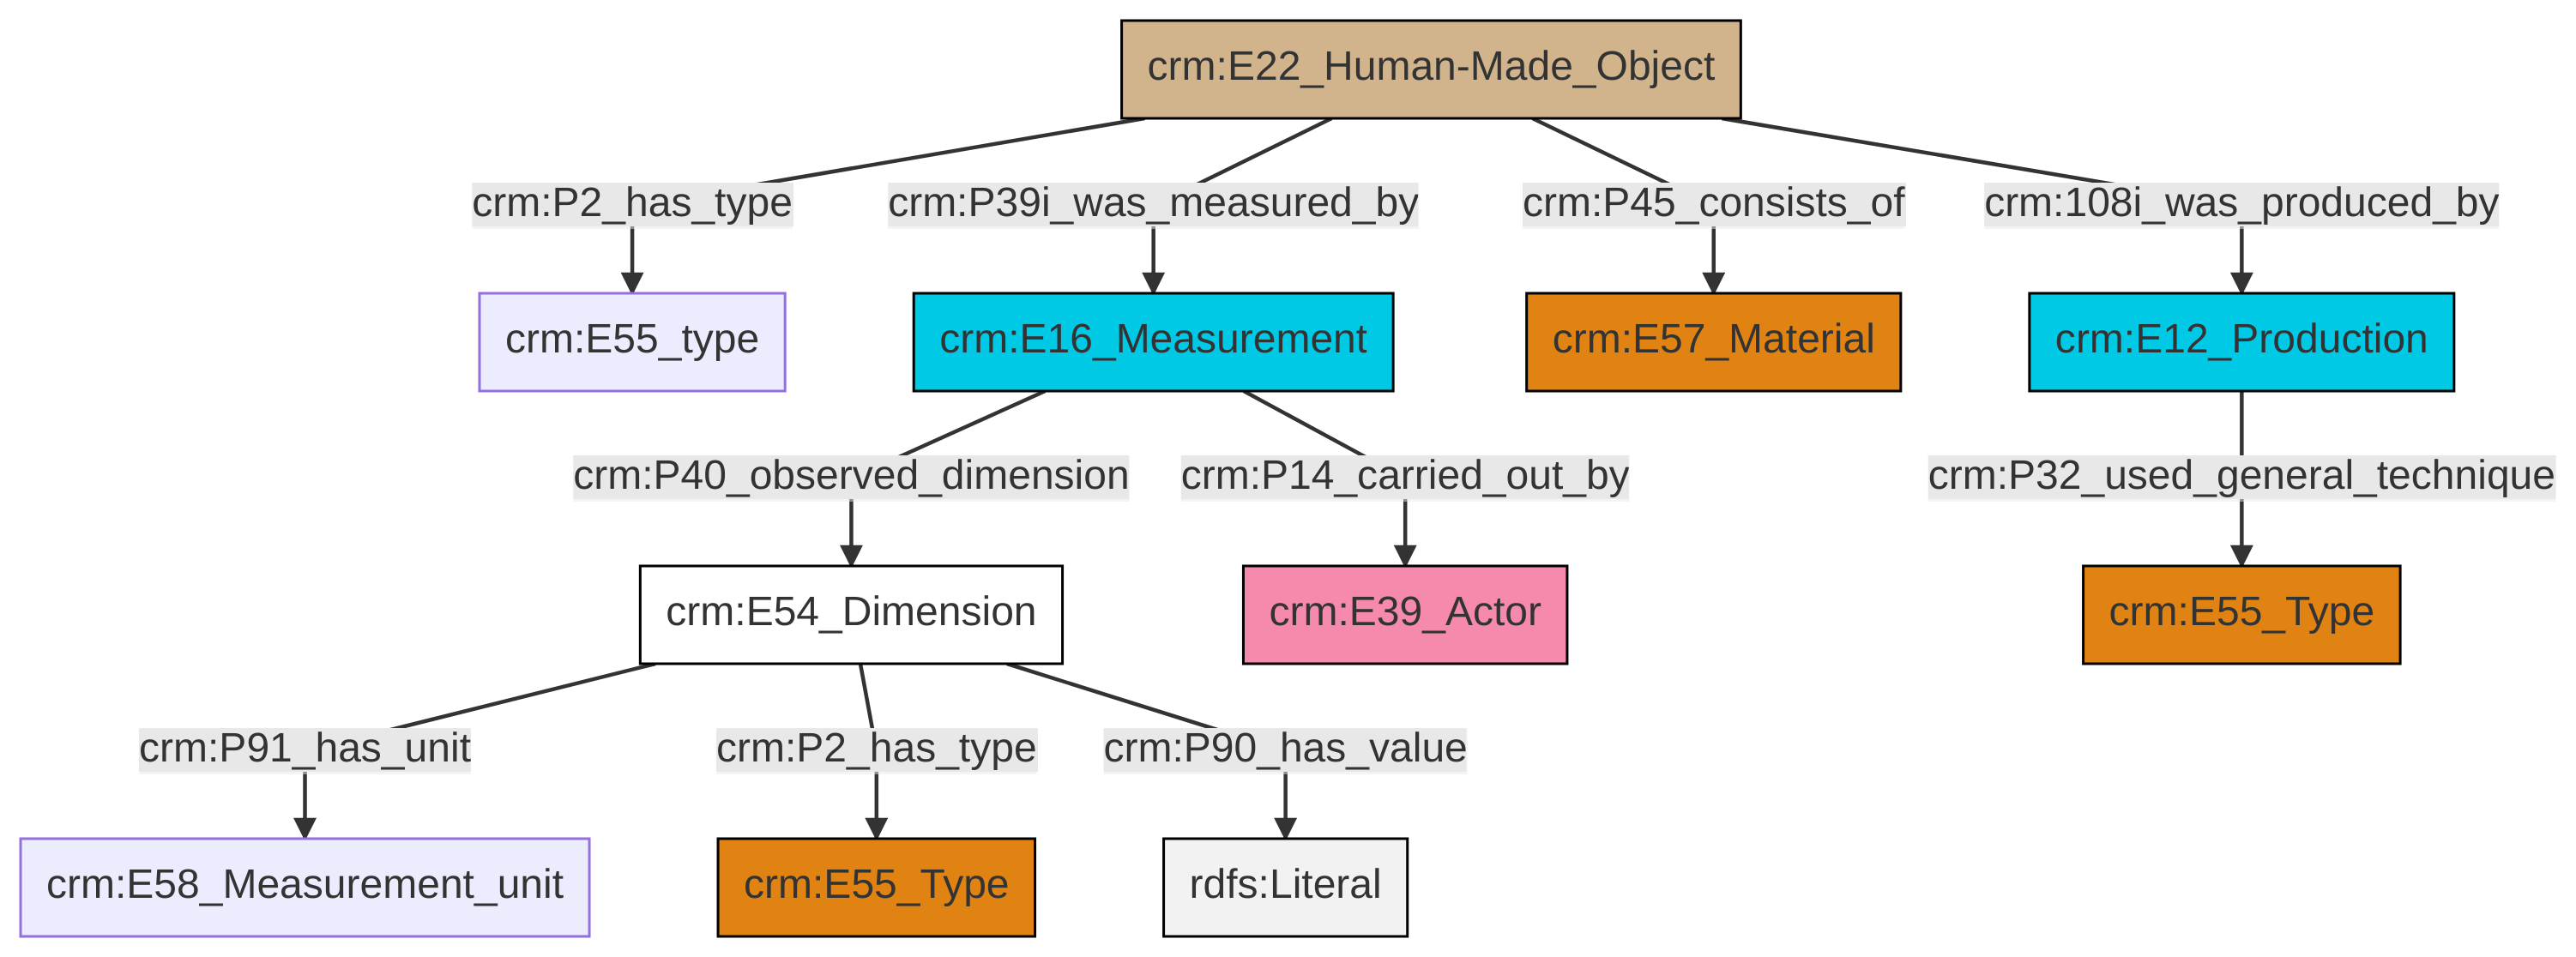 crm:E22_Human-Made_Object
crm:P2_has_type
crm:P39i_was_measured_by
crm:P45_consists_of
crm:108i_was_produced_by
crm:E55_type
crm:E16_Measurement
crm:E57_Material
crm:E12_Production
crm:P40_observed_dimension
crm:P14_carried_out_by
crm:P32_used_general_technique
crm:E54_Dimension
crm:E39_Actor
crm:E55_Type
crm:P91_has_unit
crm:P2_has_type
crm:P90_has_value
crm:E58_Measurement_unit
crm:E55_Type
rdfs:Literal